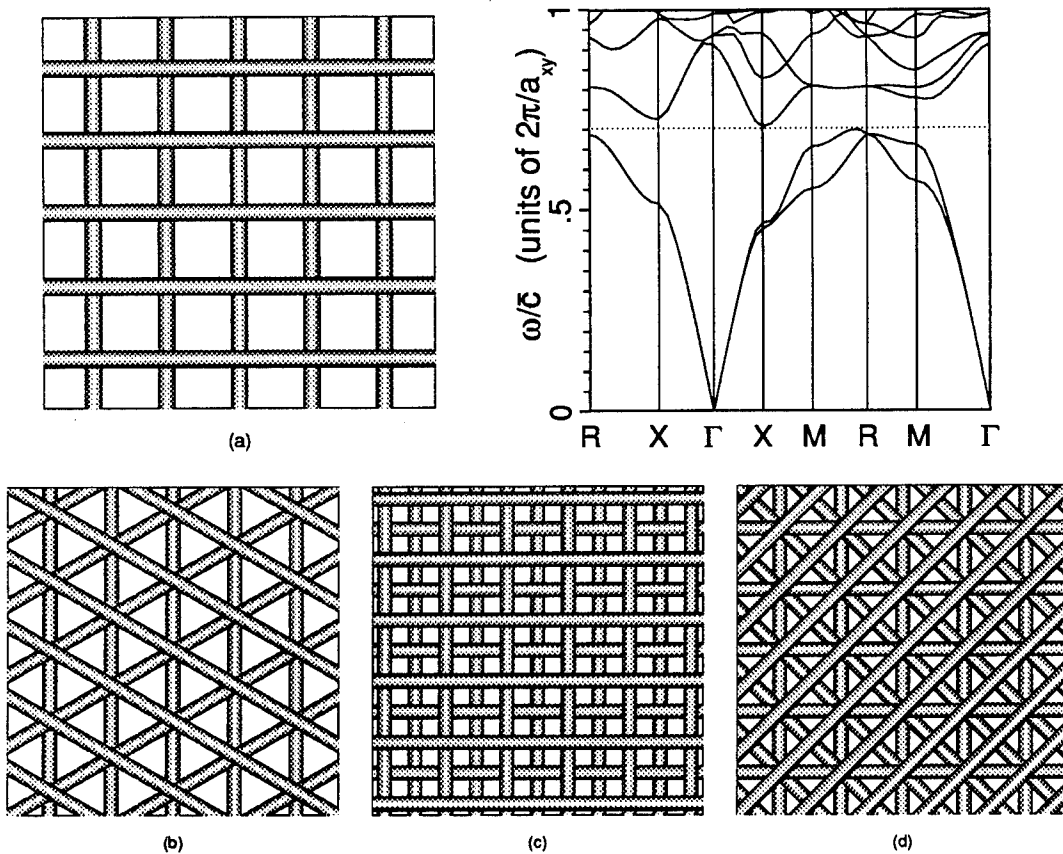 1
.5
0
ω/c̄ (units of 2π/a_xy)
R X Γ X M R M Γ
(a)
(b)
(c)
(d)